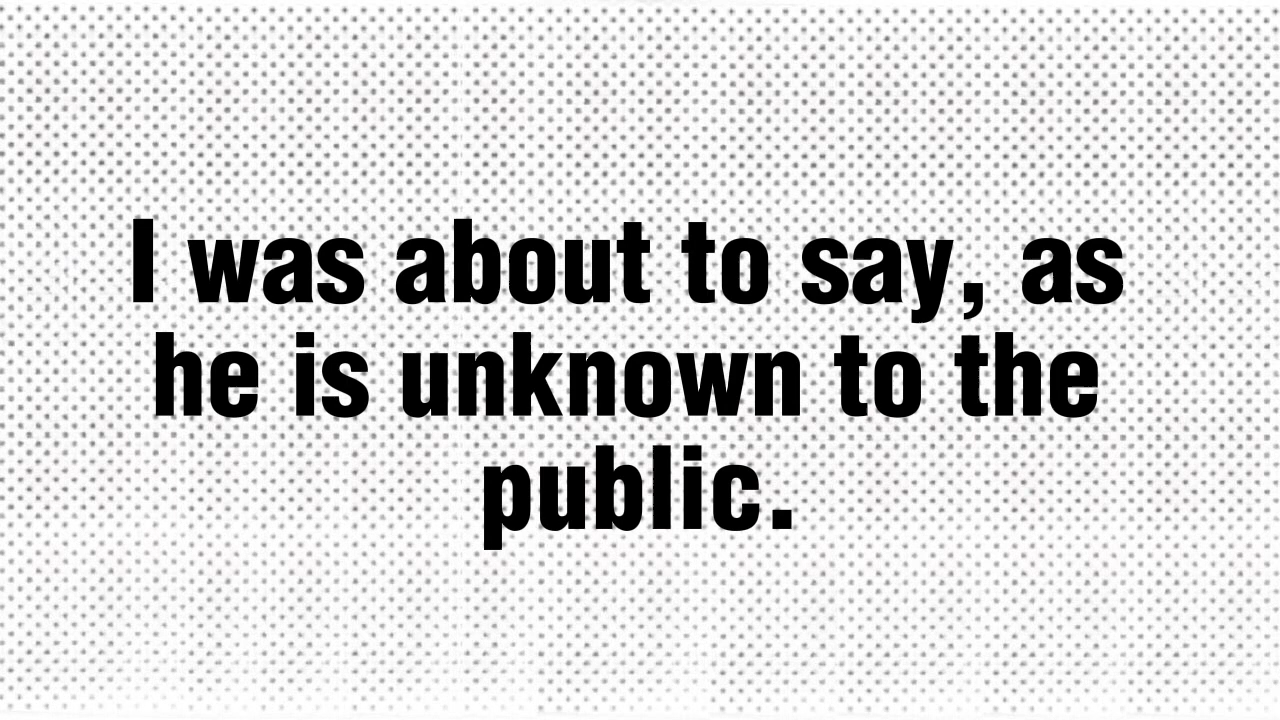 I was about to say, as
he is unknown to the
public.